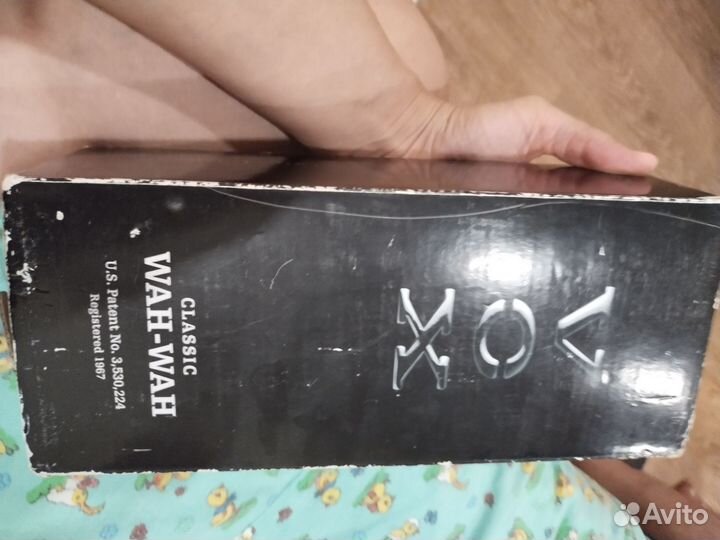 VOX
CLASSIC
WAH-WAH
U.S. Patent No. 3,530,224
Registered 1967
Avito